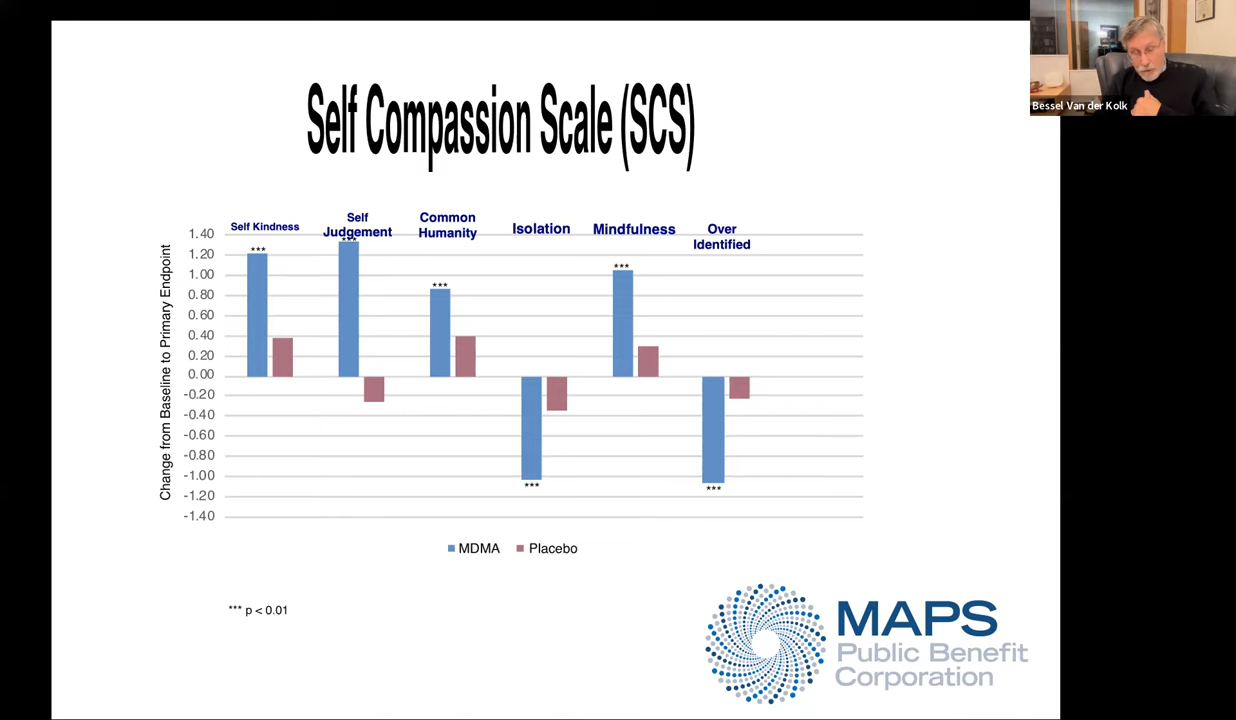 Bessel Van der Kolk
Self Compassion Scale (SCS)
Self Kindness
Self
Judgement
Common
Humanity
Isolation
Mindfulness
Over
Identified
Change from Baseline to Primary Endpoint
1.40
1.20
1.00
0.80
0.60
0.40
0.20
0.00
-0.20
-0.40
-0.60
-0.80
-1.00
-1.20
-1.40
***
***
***
***
***
***
MDMA Placebo
*** p < 0.01
MAPS
Public Benefit
Corporation